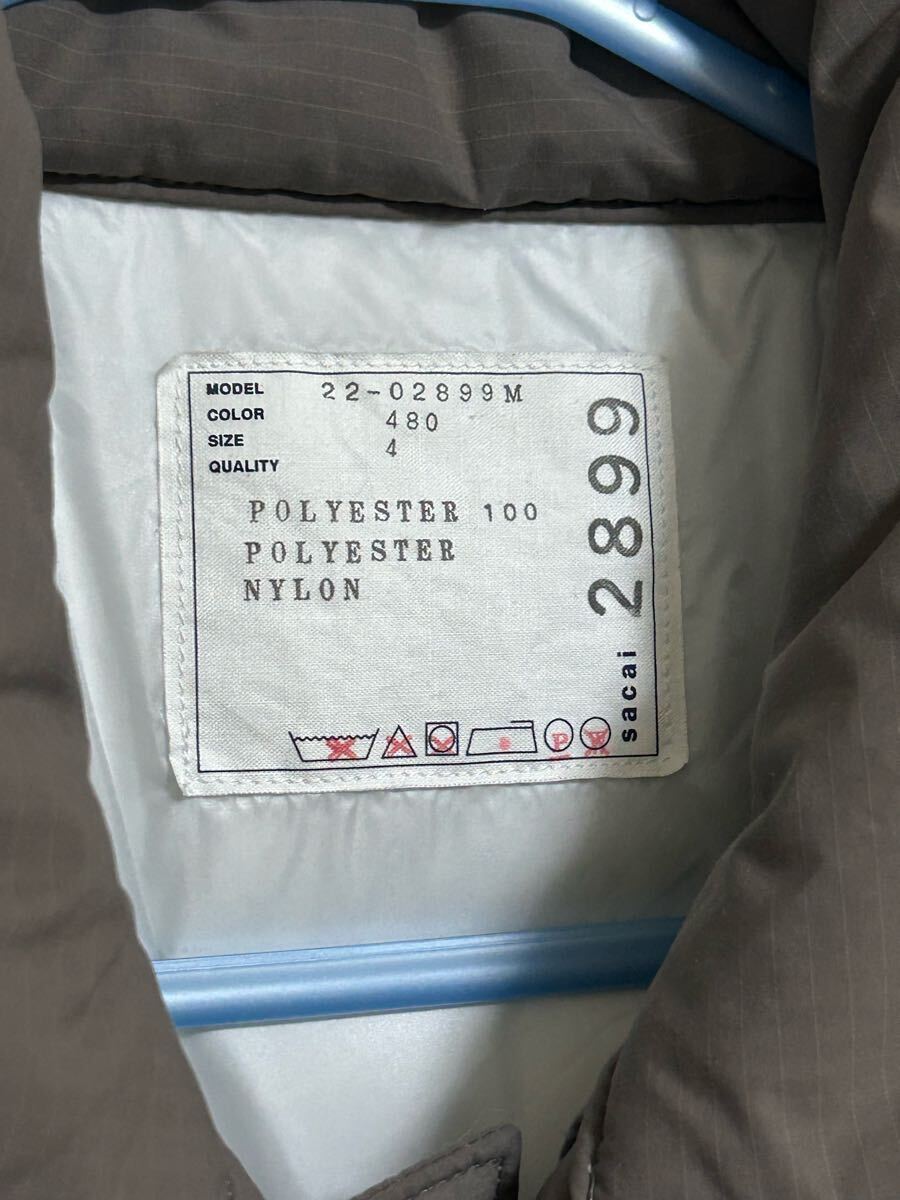 MODEL 22-02899M
COLOR 480
SIZE 4
QUALITY
POLYESTER 100
POLYESTER
NYLON
P W
sacai 2899